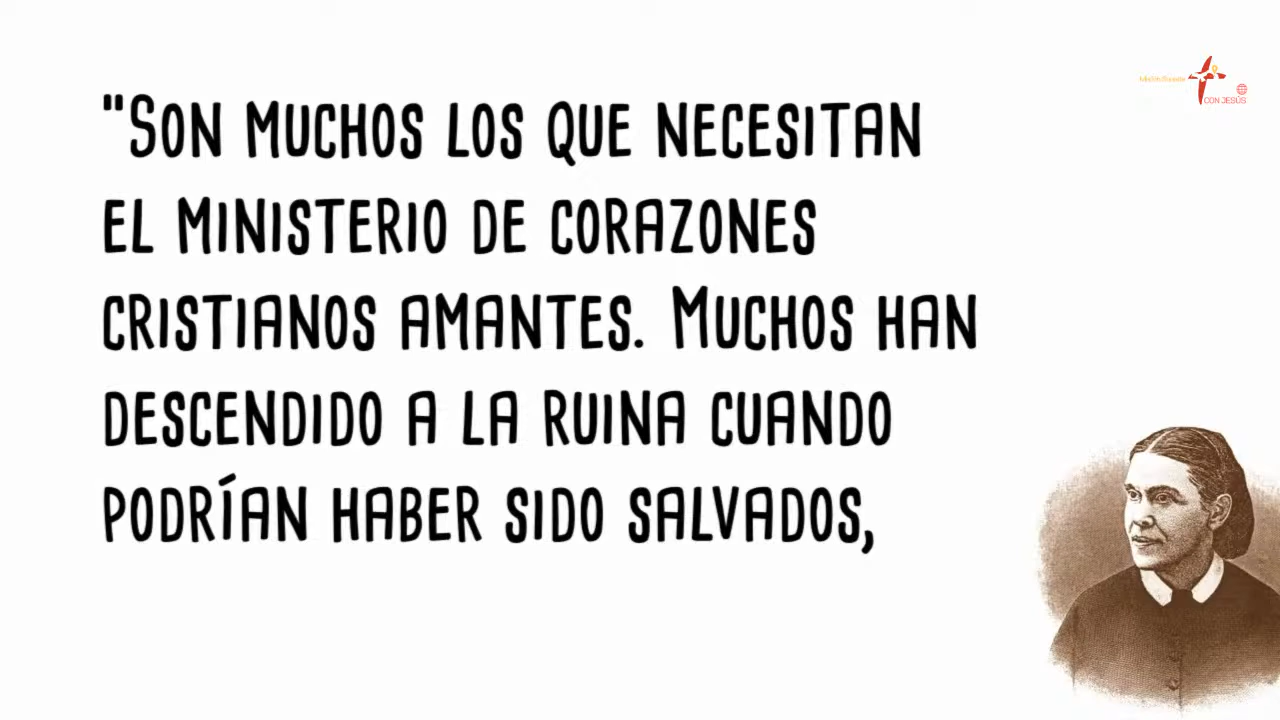 "Son muchos los que necesitan
el ministerio de corazones
cristianos amantes. Muchos han
descendido a la ruina cuando
podrían haber sido salvados,
CON JESÚS